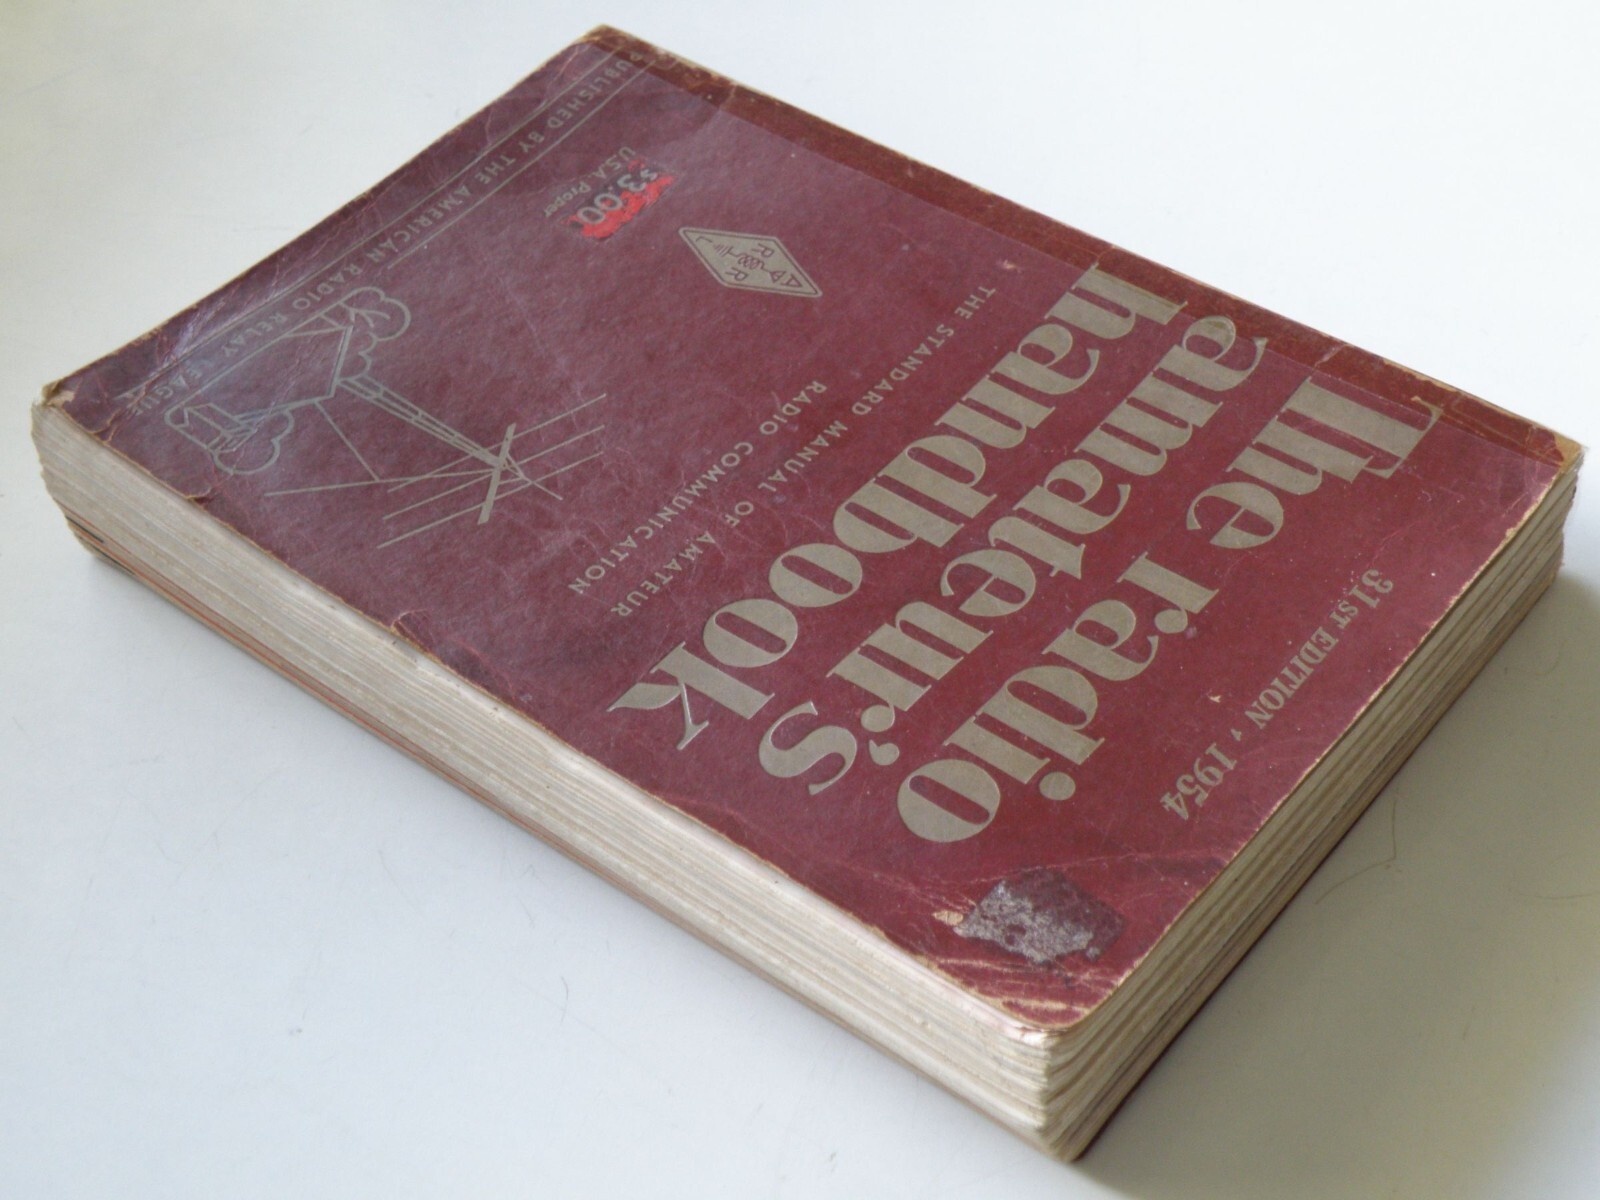 31ST EDITION 1954
The radio
amateur's
handbook
THE STANDARD MANUAL OF AMATEUR
RADIO COMMUNICATION
A
R R
L
$3.00
U.S.A. Proper
PUBLISHED BY THE AMERICAN RADIO RELAY LEAGUE